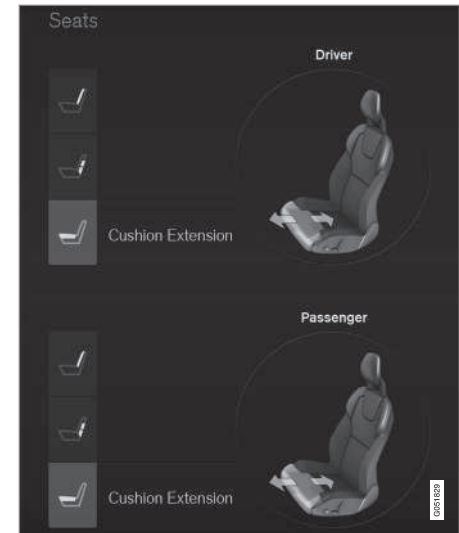 Seats
Driver
Cushion Extension
Passenger
Cushion Extension
G051829